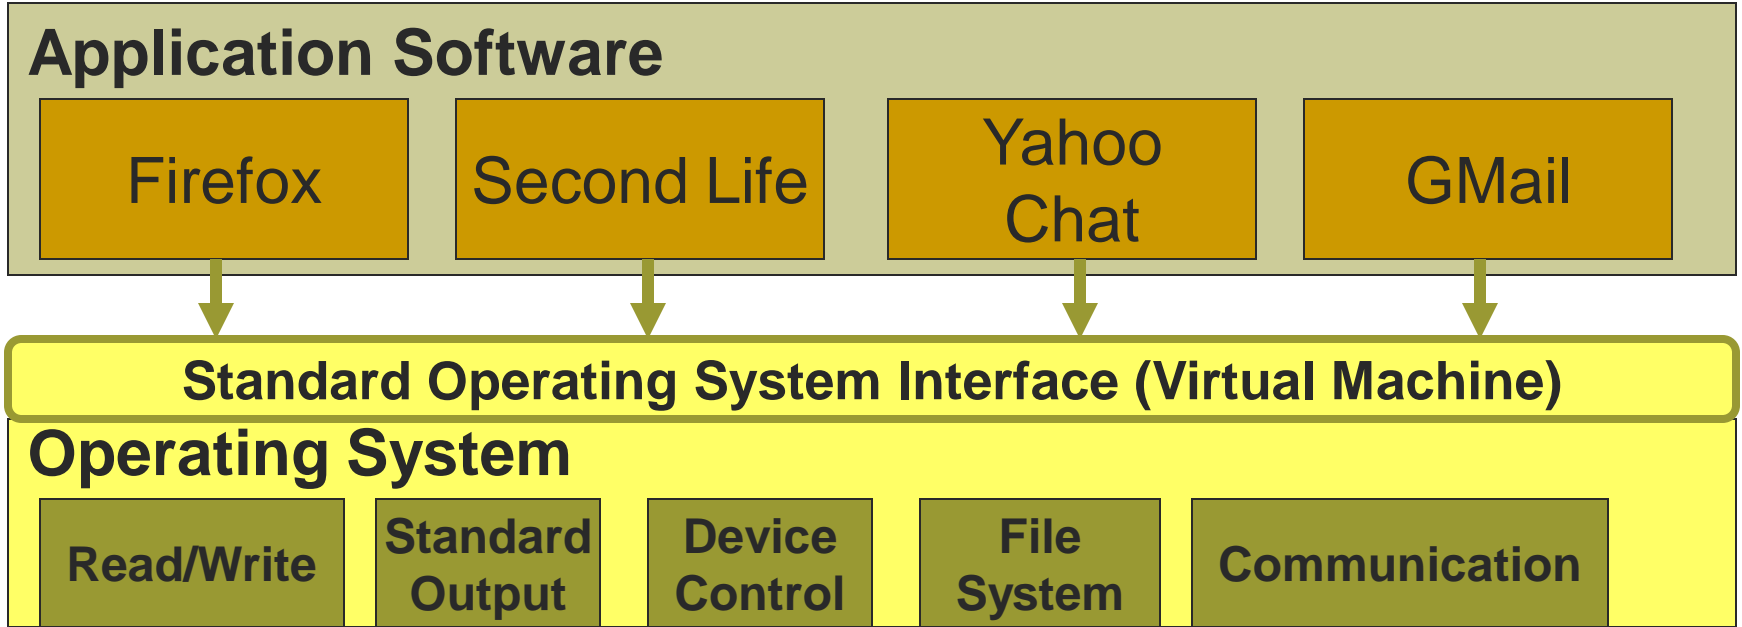 Application Software
Firefox
Second Life
Yahoo
Chat
GMail
Standard Operating System Interface (Virtual Machine)
Operating System
Read/Write
Standard
Output
Device
Control
File
System
Communication